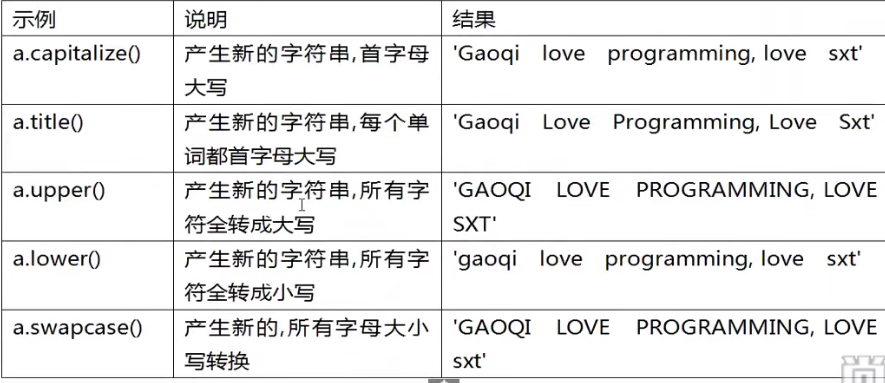 示例 说明 结果
a.capitalize() 产生新的字符串,首字母 'Gaoqi love programming, love sxt'
大写
a.title() 产生新的字符串,每个单 'Gaoqi Love Programming, Love Sxt'
词都首字母大写
a.upper() 产生新的字符串,所有字 'GAOQI LOVE PROGRAMMING, LOVE
符全转成大写 SXT'
a.lower() 产生新的字符串,所有字 'gaoqi love programming, love sxt'
符全转成小写
a.swapcase() 产生新的,所有字母大小 'GAOQI LOVE PROGRAMMING, LOVE
写转换 sxt'